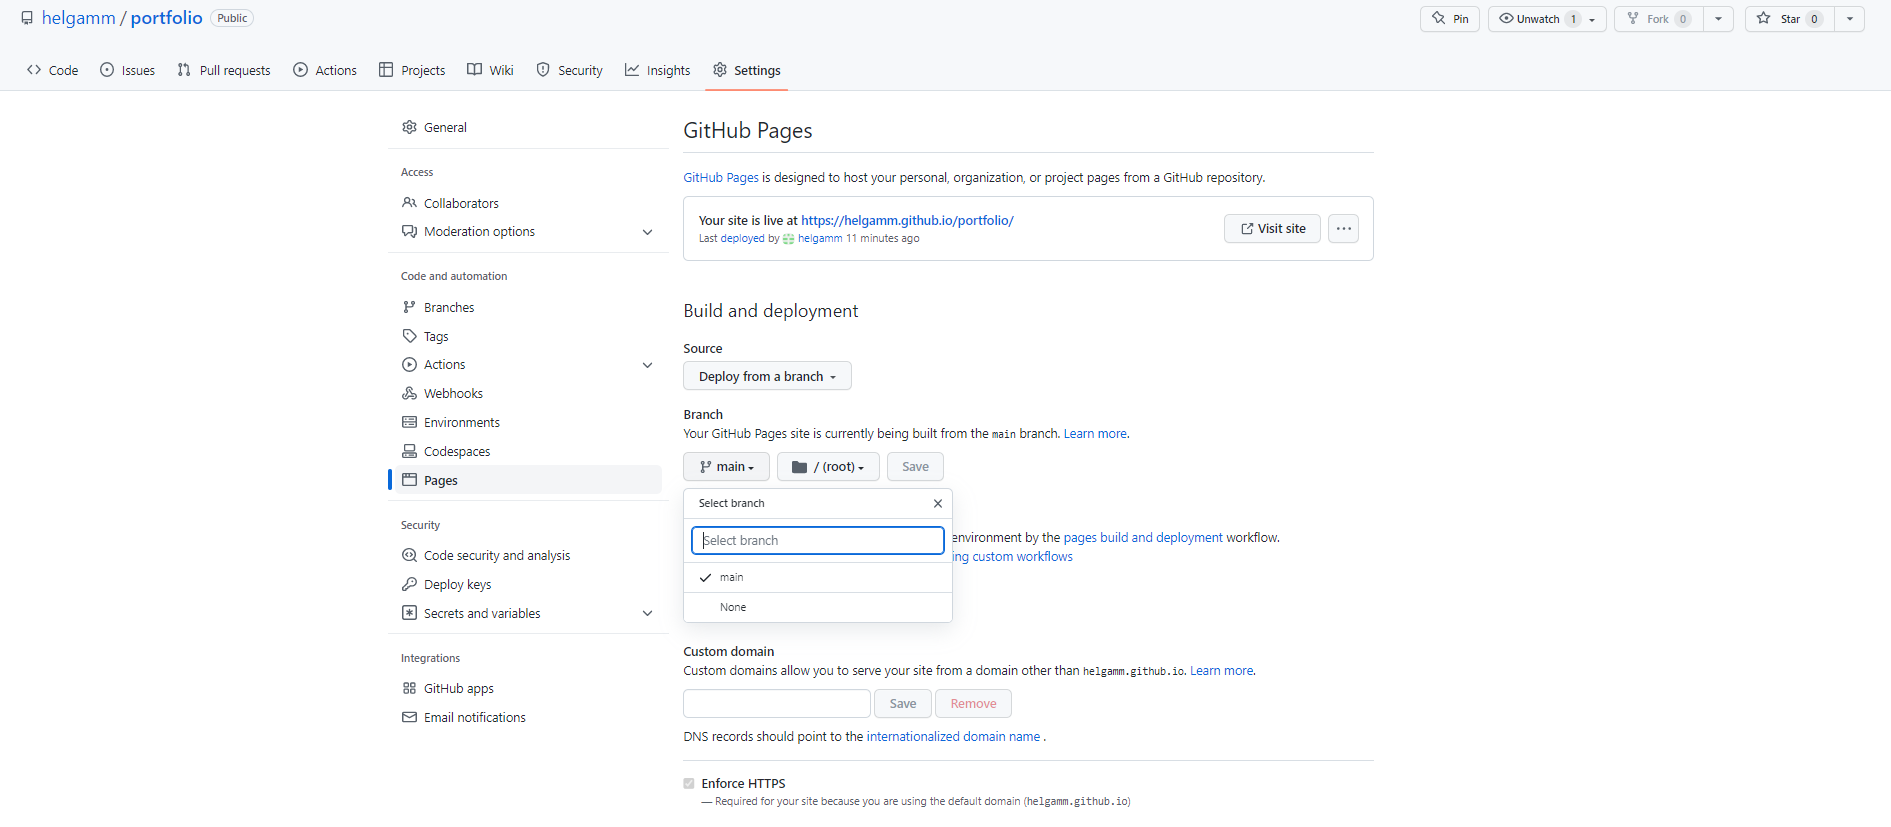 helgamm / portfolio Public
Pin
Unwatch 1
Fork 0
Star 0
Code
Issues
Pull requests
Actions
Projects
Wiki
Security
Insights
Settings
General
Access
Collaborators
Moderation options
Code and automation
Branches
Tags
Actions
Webhooks
Environments
Codespaces
Pages
Security
Code security and analysis
Deploy keys
Secrets and variables
Integrations
GitHub apps
Email notifications
GitHub Pages
GitHub Pages is designed to host your personal, organization, or project pages from a GitHub repository.
Your site is live at https://helgamm.github.io/portfolio/
Last deployed by helgamm 11 minutes ago
Visit site
Build and deployment
Source
Deploy from a branch
Branch
Your GitHub Pages site is currently being built from the main branch. Learn more.
main
/ (root)
Save
Select branch
Select branch
main
None
environment by the pages build and deployment workflow.
ing custom workflows
Custom domain
Custom domains allow you to serve your site from a domain other than helgamm.github.io. Learn more.
Save
Remove
DNS records should point to the internationalized domain name .
Enforce HTTPS
— Required for your site because you are using the default domain (helgamm.github.io)